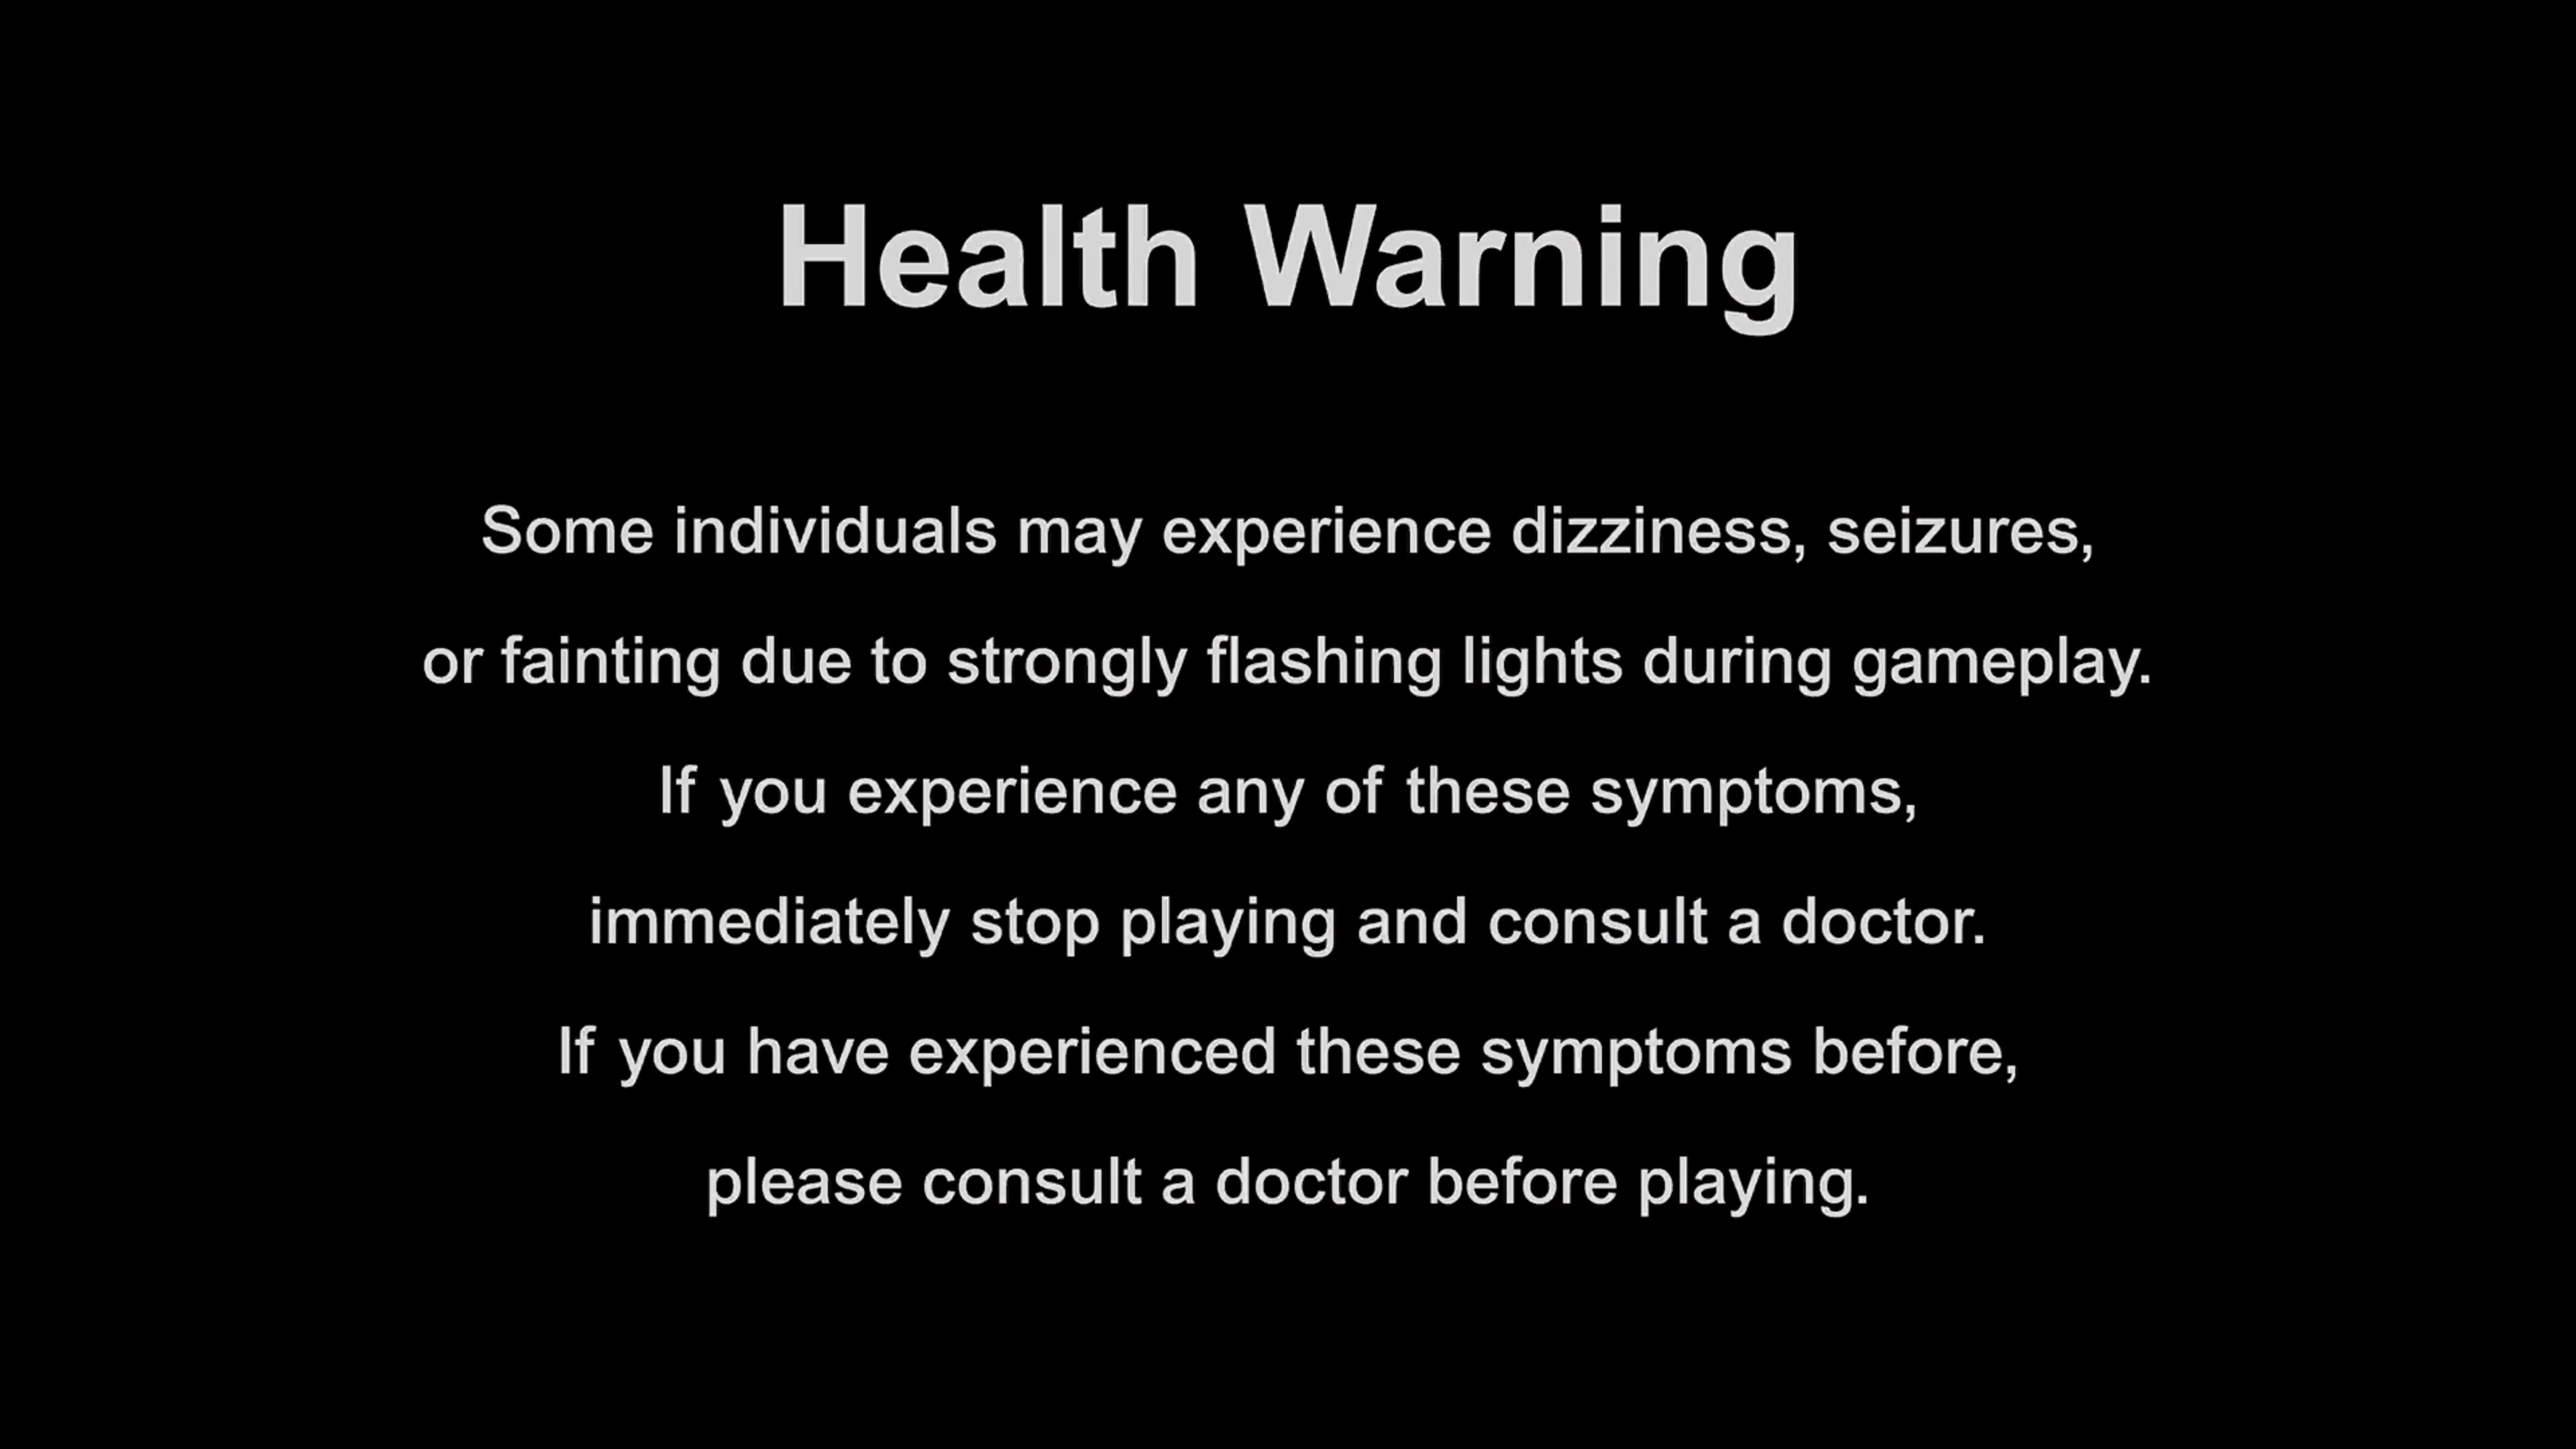 Health Warning
Some individuals may experience dizziness, seizures,
or fainting due to strongly flashing lights during gameplay.
If you experience any of these symptoms,
immediately stop playing and consult a doctor.
If you have experienced these symptoms before,
please consult a doctor before playing.